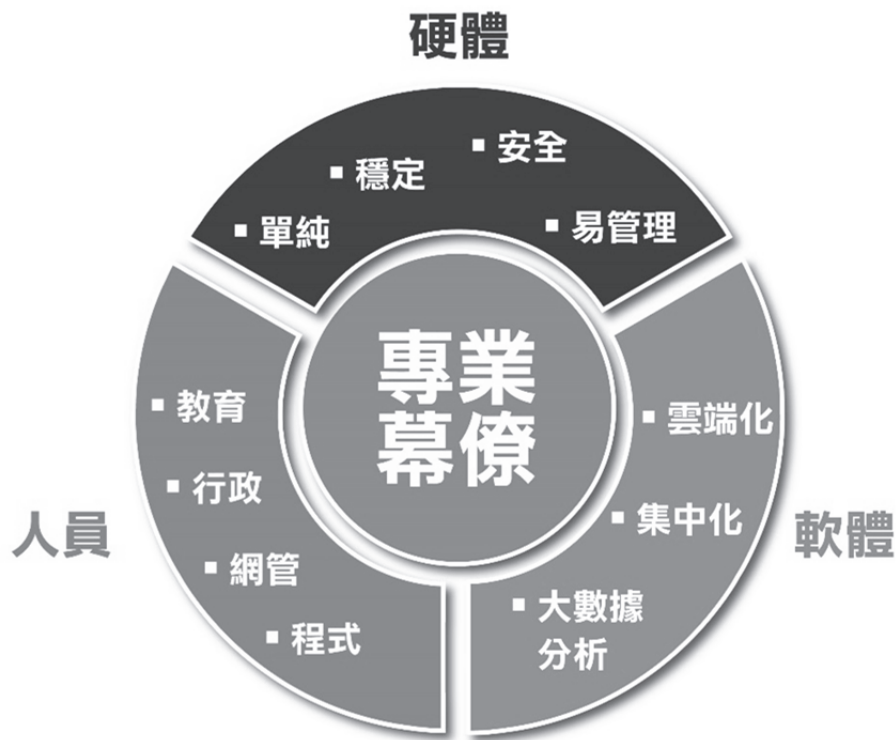 硬體
▪ 單純
▪ 穩定
▪ 安全
▪ 易管理
專業
幕僚
人員
▪ 教育
▪ 行政
▪ 網管
▪ 程式
軟體
▪ 雲端化
▪ 集中化
▪ 大數據
分析